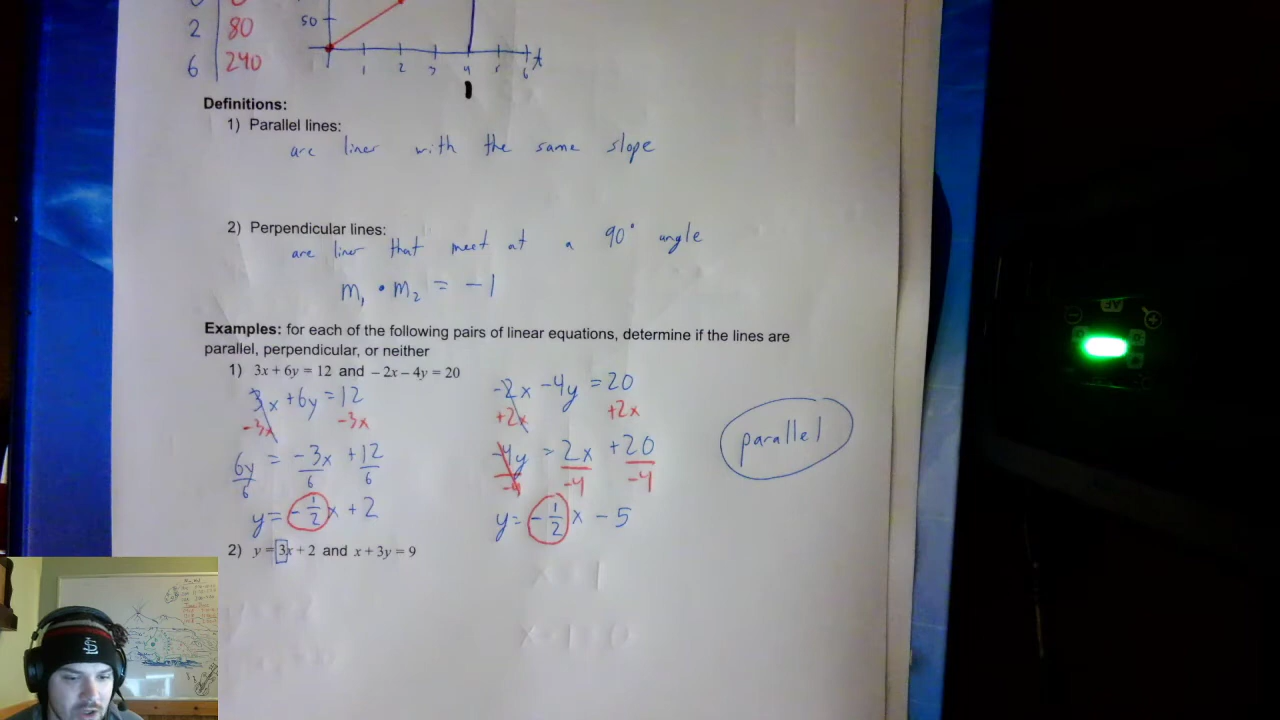 2 80
50
6 240
1 2 3 4 5 6 t
Definitions:
1) Parallel lines:
are lines with the same slope
2) Perpendicular lines:
are lines that meet at a 90° angle
m₁ • m₂ = -1
Examples: for each of the following pairs of linear equations, determine if the lines are
parallel, perpendicular, or neither
1) 3x + 6y = 12 and - 2x - 4y = 20
3x + 6y = 12 -2x - 4y = 20
-3x -3x +2x +2x
6y/6 = -3x/6 + 12/6 -4y/-4 = 2x/-4 + 20/-4
parallel
y = -1/2 x + 2 y = -1/2 x - 5
2) y = 3x + 2 and x + 3y = 9